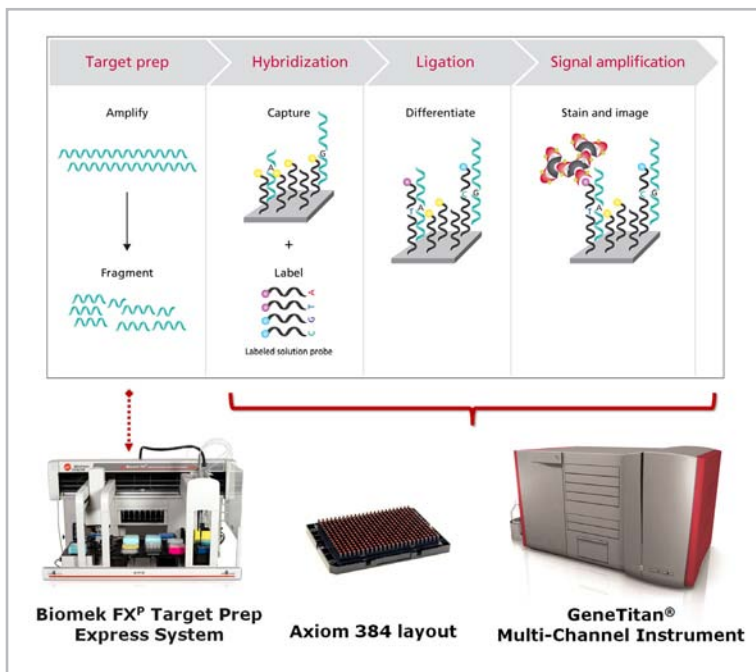 Target prep
Hybridization
Ligation
Signal amplification
Amplify
Capture
Differentiate
Stain and image
A
G
T
A
G
T
A
G
+
Fragment
Label
A
T
G
C
Labeled solution probe
Biomek FXᴾ Target Prep
Express System
Axiom 384 layout
GeneTitan®
Multi-Channel Instrument